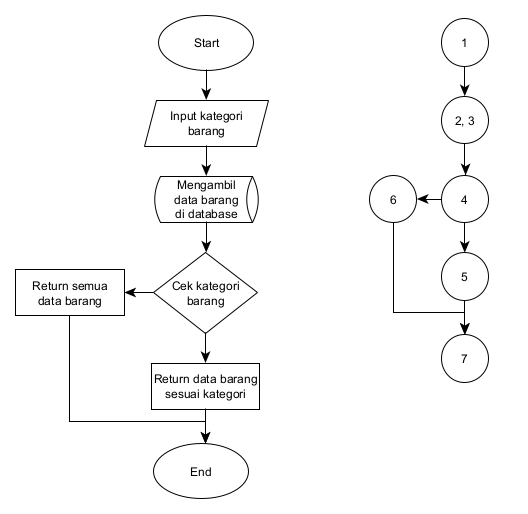 Start
Input kategori
barang
Mengambil
data barang
di database
Cek kategori
barang
Return semua
data barang
Return data barang
sesuai kategori
End
1
2, 3
4
6
5
7